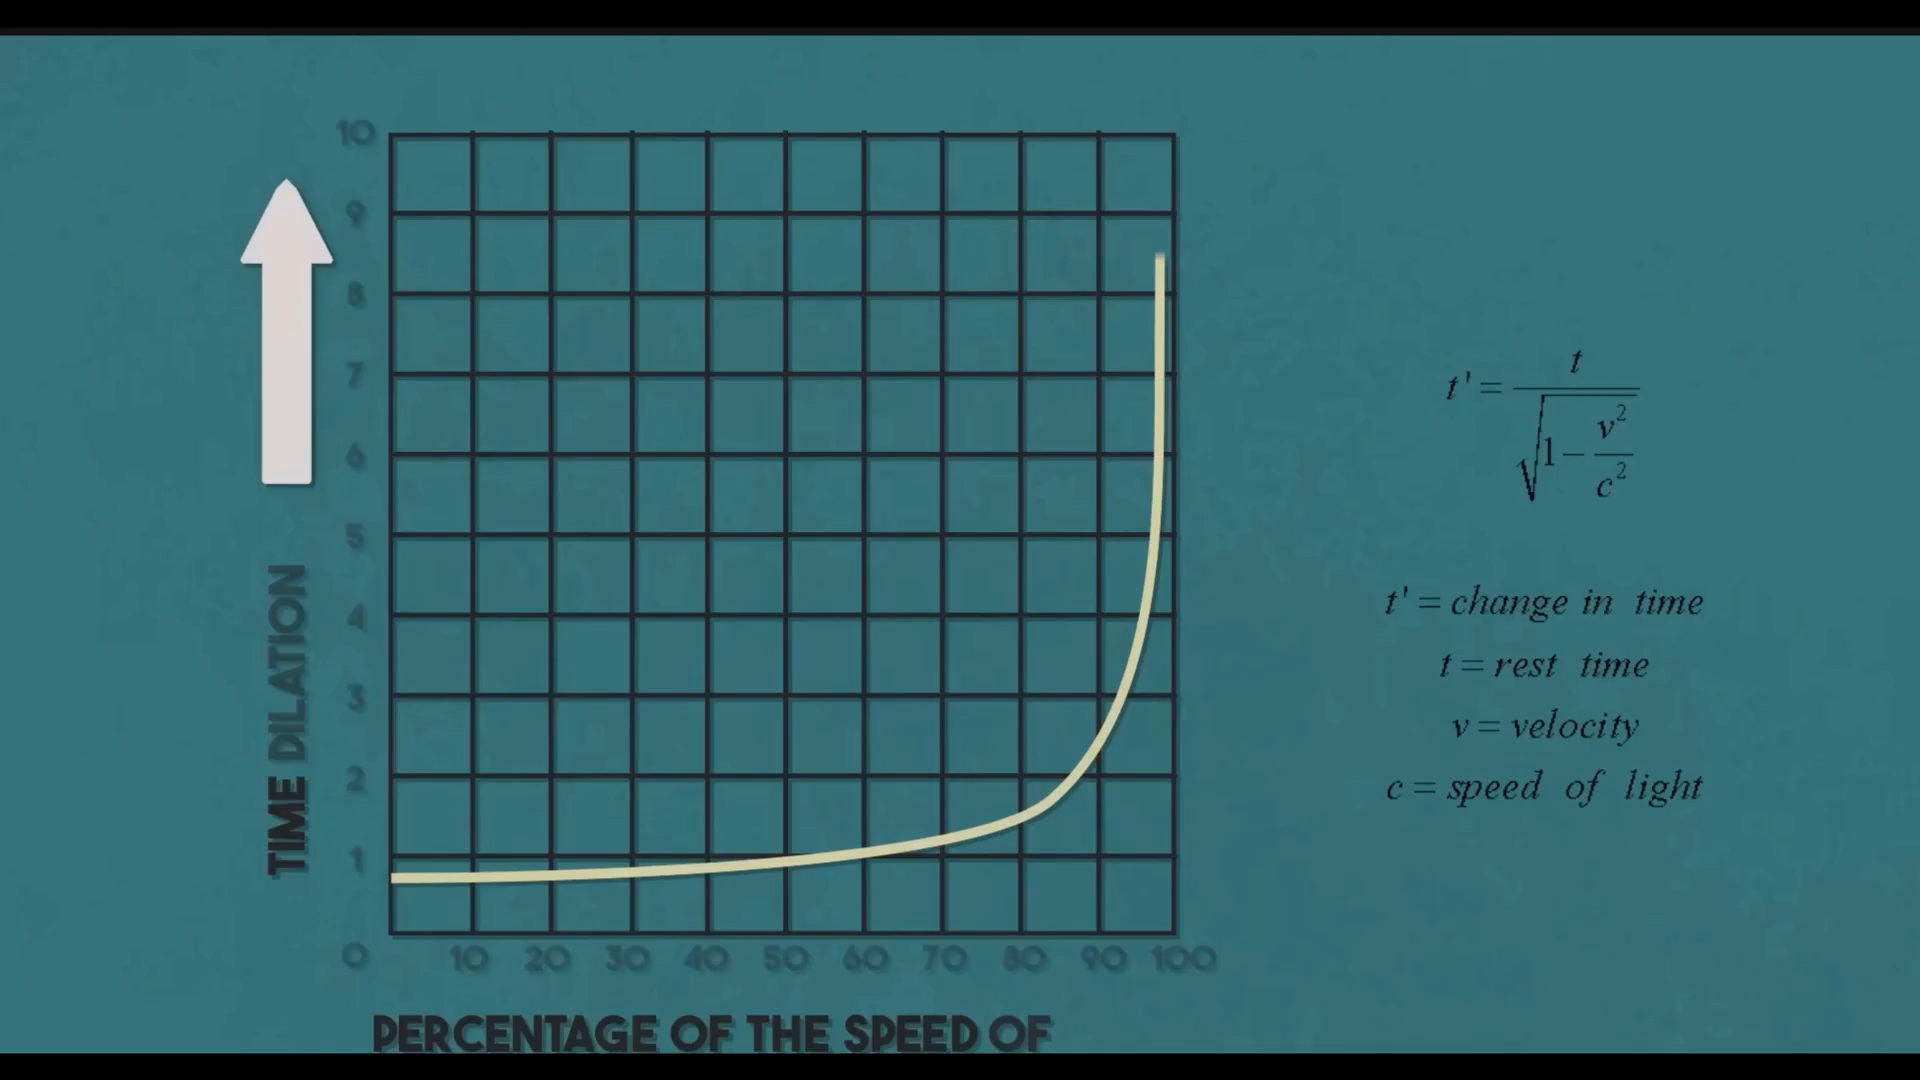 10
9
8
7
6
5
4
3
2
1
0 10 20 30 40 50 60 70 80 90 100
TIME DILATION
PERCENTAGE OF THE SPEED OF
t' = t / √(1 − v²/c²)
t' = change in time
t = rest time
v = velocity
c = speed of light